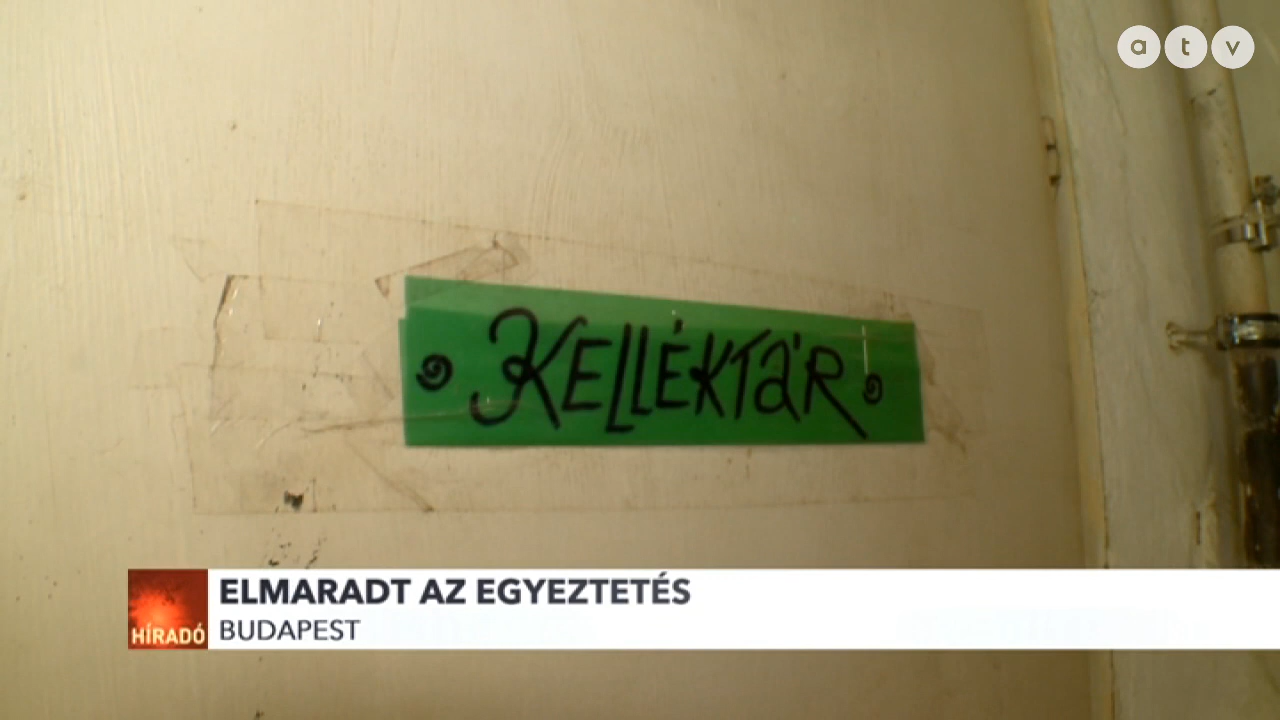 atv
KELLÉKTáR
ELMARADT AZ EGYEZTETÉS
HÍRADÓ
BUDAPEST